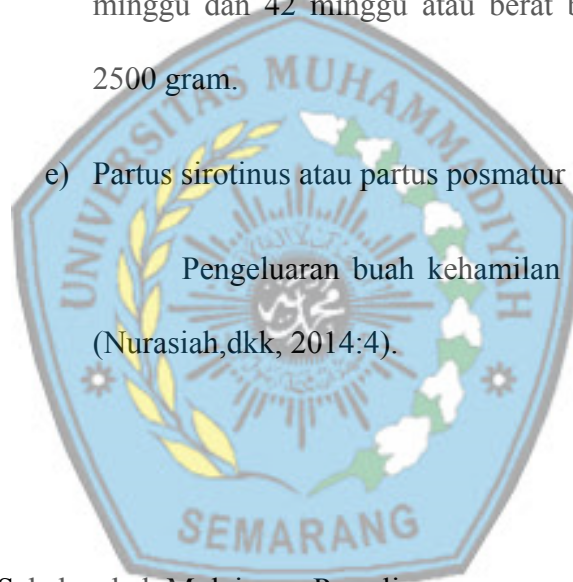 minggu dan 42 minggu atau berat b
2500 gram.
e) Partus sirotinus atau partus posmatur
Pengeluaran buah kehamilan
(Nurasiah,dkk, 2014:4).
UNIVERSITAS MUHAMMADIYAH
SEMARANG